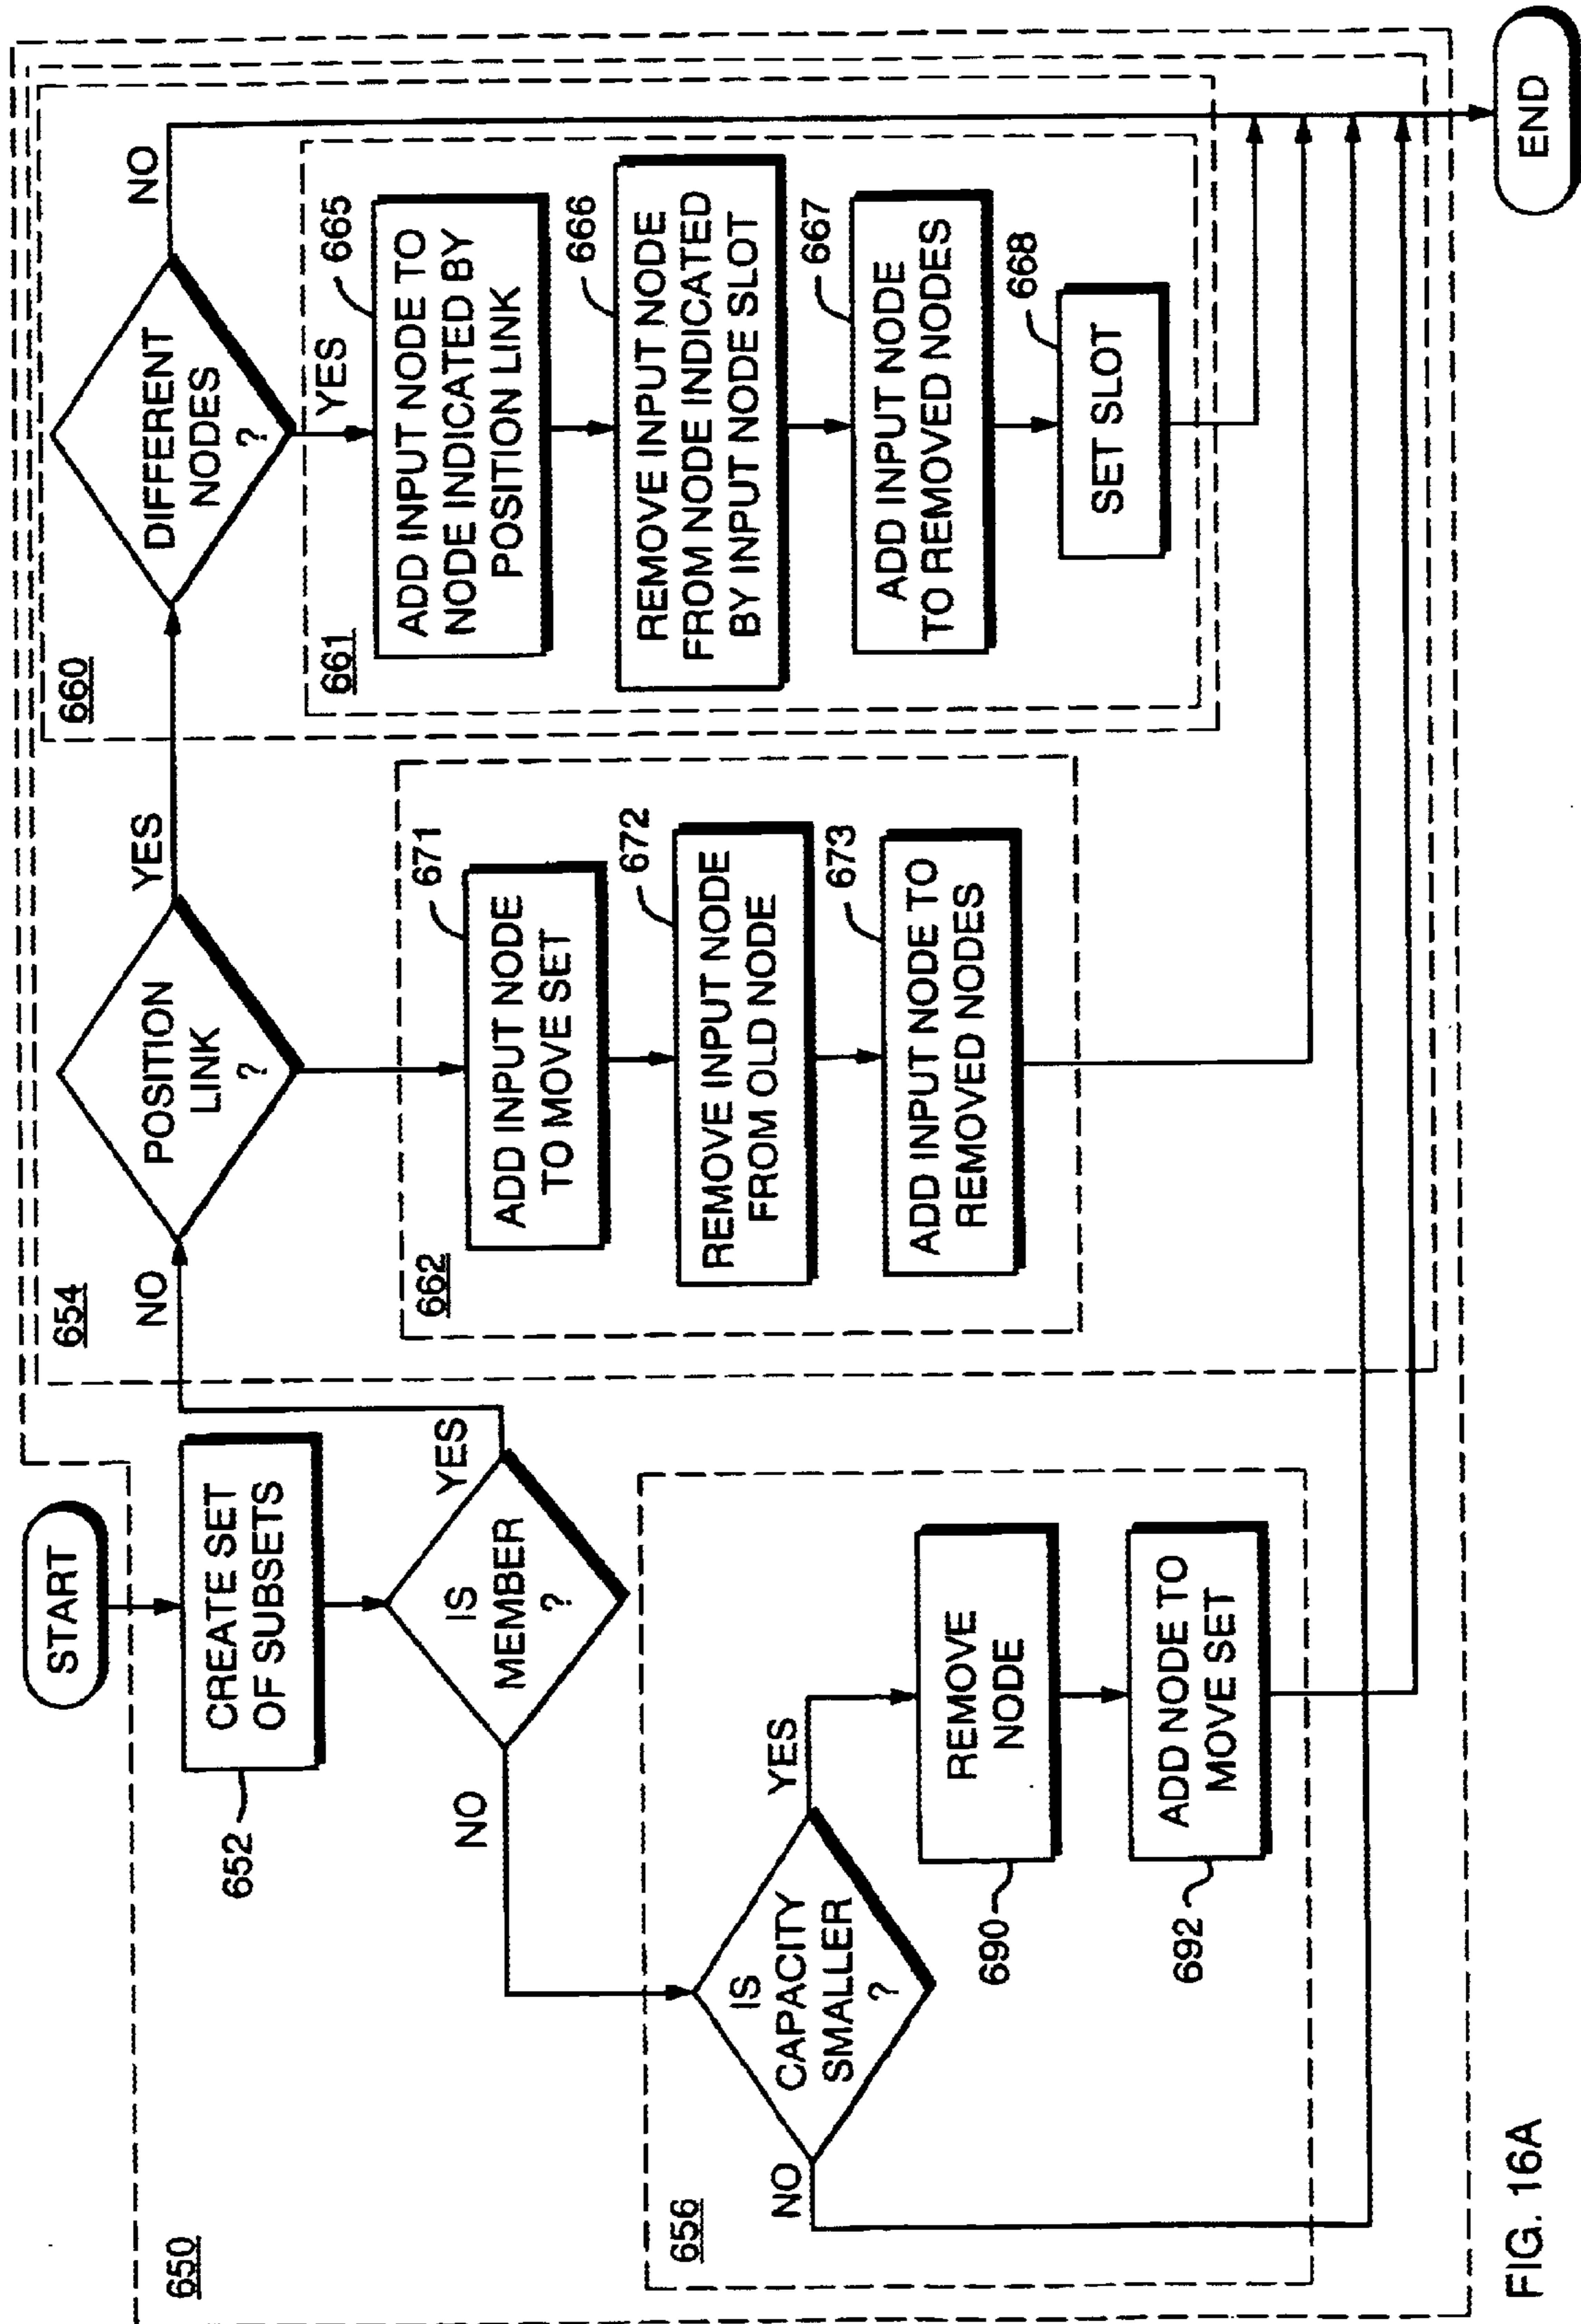 START
650
CREATE SET
OF SUBSETS
652
IS
MEMBER
?
YES
NO
656
IS
CAPACITY
SMALLER
?
NO
YES
REMOVE
NODE
690
ADD NODE TO
MOVE SET
692
654
NO
POSITION
LINK
?
YES
662
671
ADD INPUT NODE
TO MOVE SET
672
REMOVE INPUT NODE
FROM OLD NODE
673
ADD INPUT NODE TO
REMOVED NODES
660
DIFFERENT
NODES
?
NO
YES
661
665
ADD INPUT NODE TO
NODE INDICATED BY
POSITION LINK
666
REMOVE INPUT NODE
FROM NODE INDICATED
BY INPUT NODE SLOT
667
ADD INPUT NODE
TO REMOVED NODES
668
SET SLOT
END
FIG. 16A